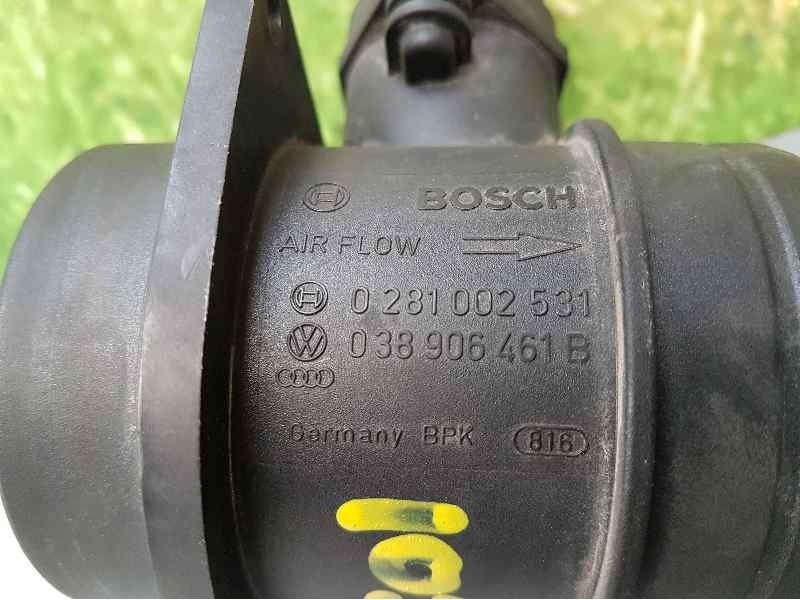 BOSCH
AIR FLOW
0 281 002 531
038 906 461 B
Germany BPK 816